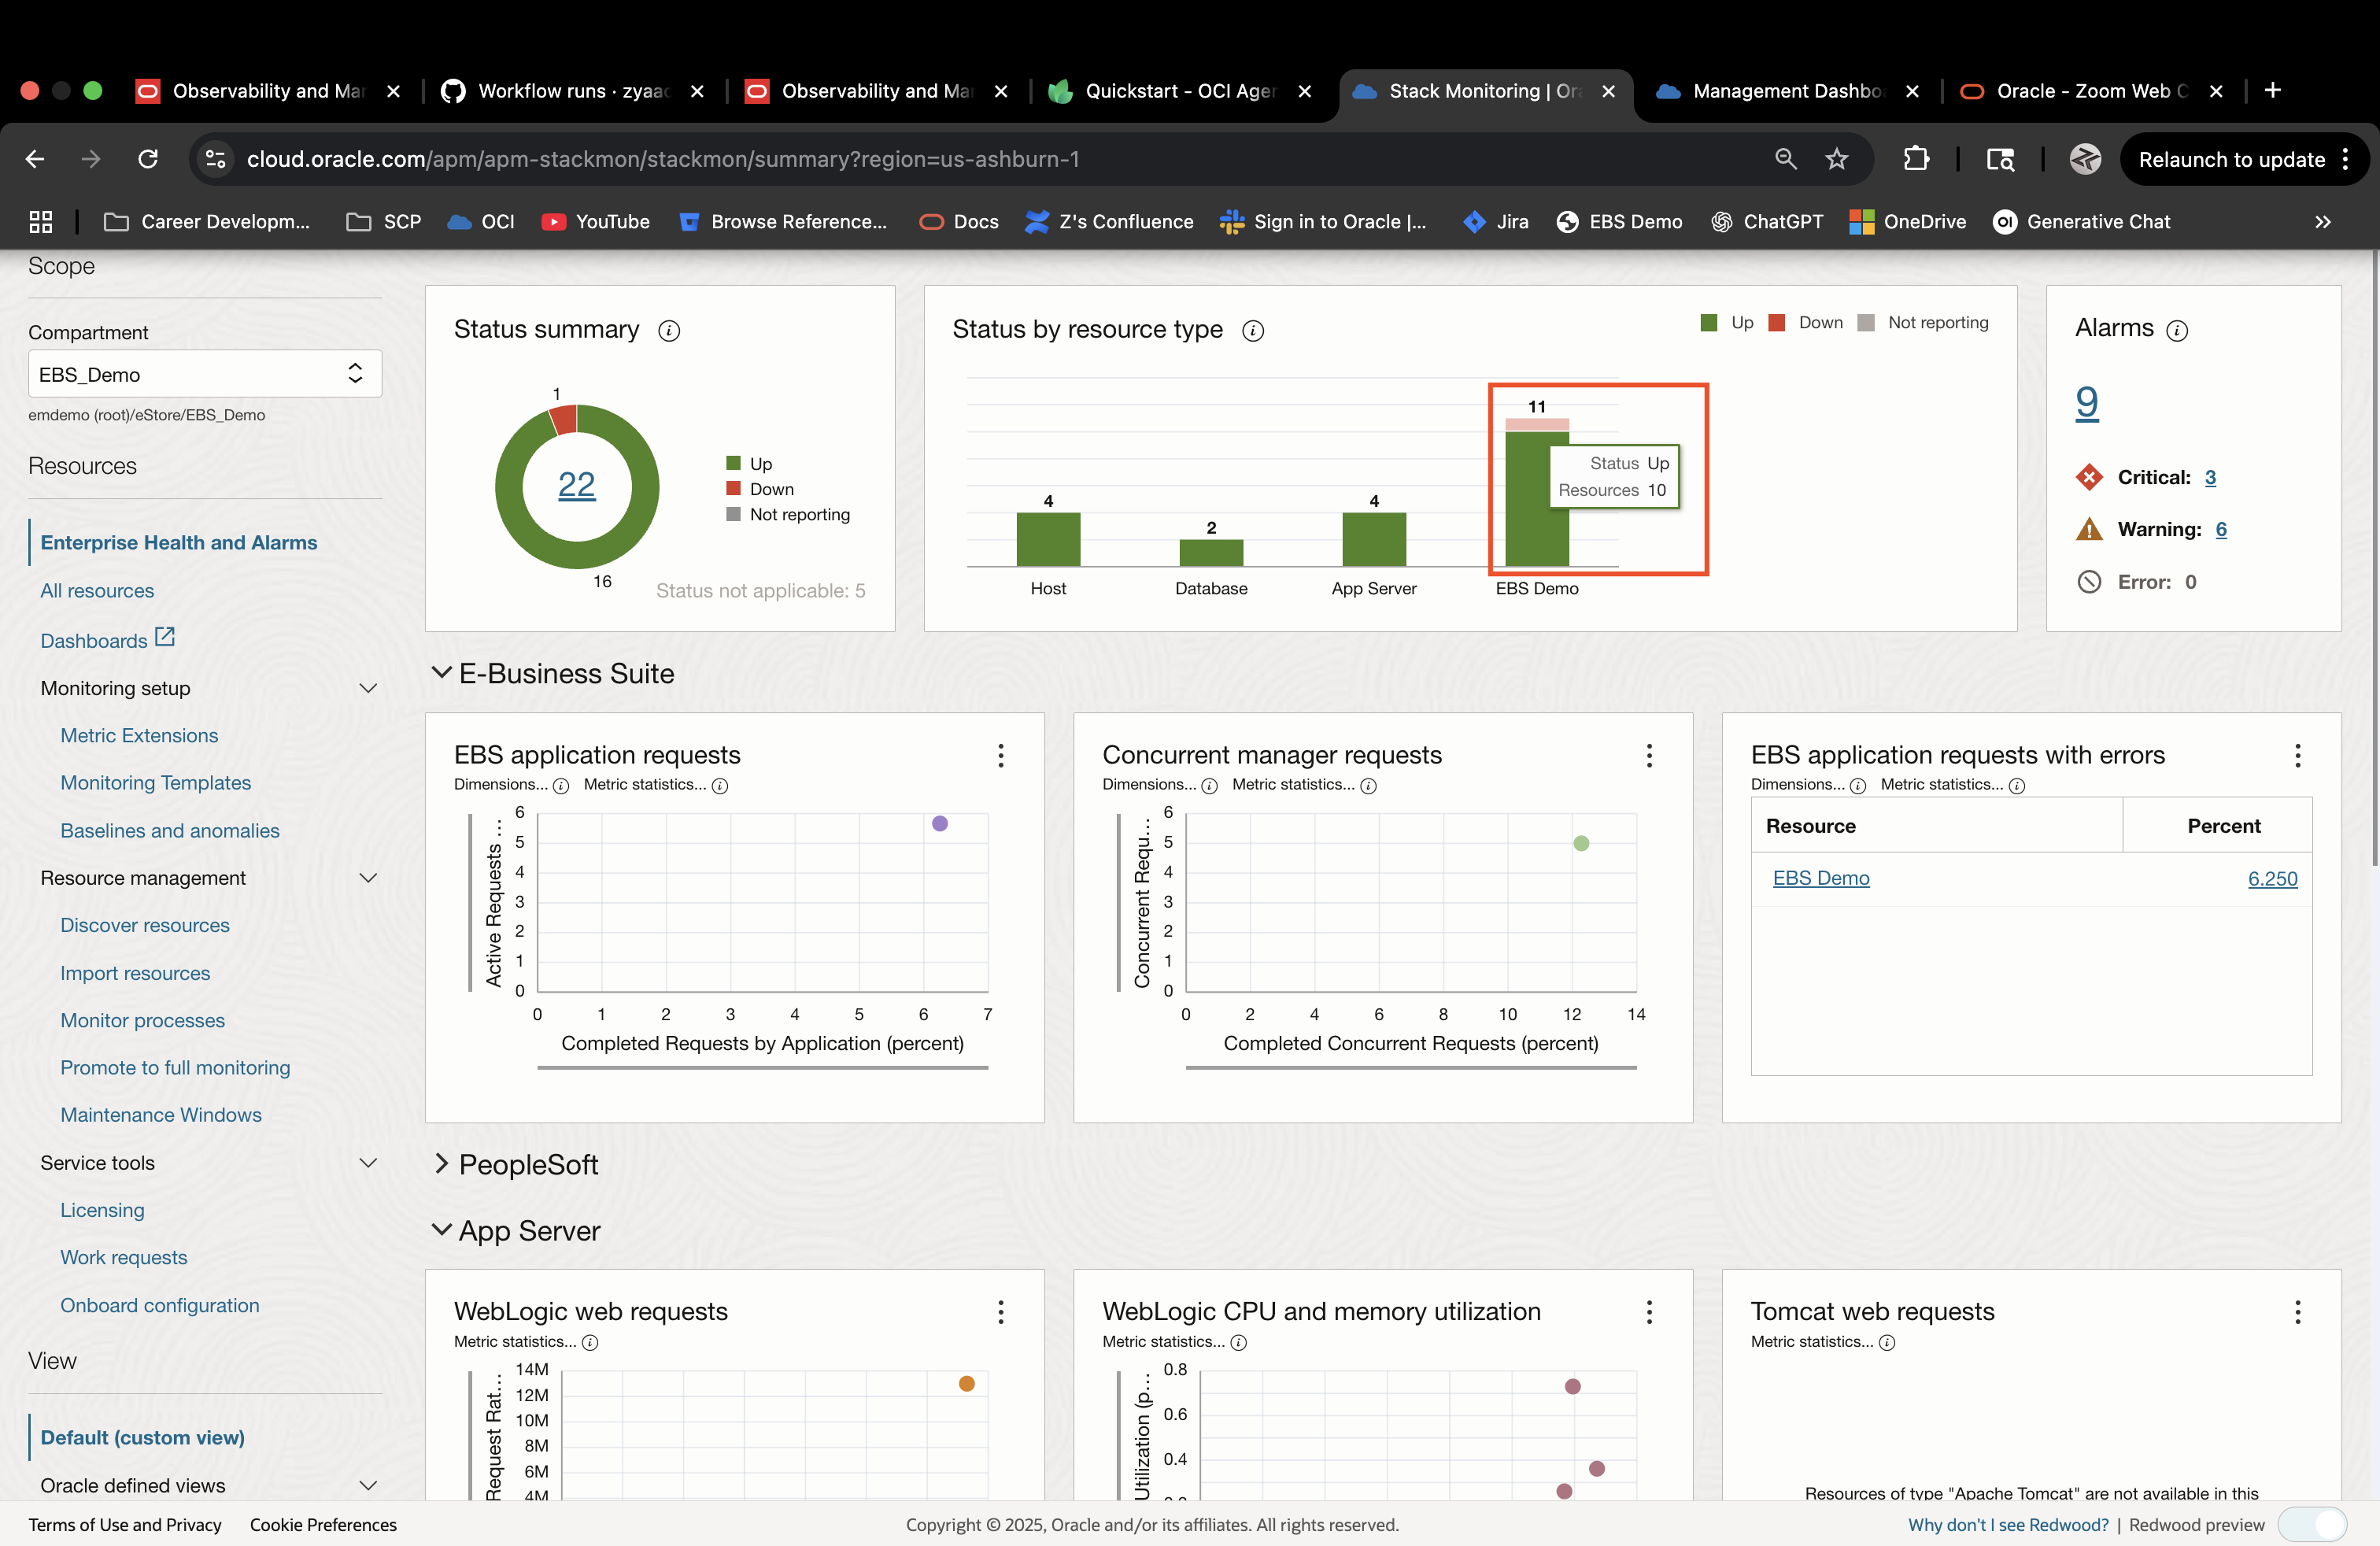 Observability and Mar
Workflow runs · zyaac
Observability and Mar
Quickstart - OCI Ager
Stack Monitoring | Ora
Management Dashbo
Oracle - Zoom Web C
cloud.oracle.com/apm/apm-stackmon/stackmon/summary?region=us-ashburn-1
Relaunch to update
Career Developm...
SCP
OCI
YouTube
Browse Reference...
Docs
Z's Confluence
Sign in to Oracle |...
Jira
EBS Demo
ChatGPT
OneDrive
Generative Chat
Scope
Compartment
EBS_Demo
emdemo (root)/eStore/EBS_Demo
Resources
Enterprise Health and Alarms
All resources
Dashboards
Monitoring setup
Metric Extensions
Monitoring Templates
Baselines and anomalies
Resource management
Discover resources
Import resources
Monitor processes
Promote to full monitoring
Maintenance Windows
Service tools
Licensing
Work requests
Onboard configuration
View
Default (custom view)
Oracle defined views
Status summary
1
22
16
Up
Down
Not reporting
Status not applicable: 5
Status by resource type
Up
Down
Not reporting
4
2
4
11
Status Up
Resources 10
Host
Database
App Server
EBS Demo
Alarms
9
Critical: 3
Warning: 6
Error: 0
E-Business Suite
EBS application requests
Dimensions... Metric statistics...
Active Requests ...
6
5
4
3
2
1
0
0 1 2 3 4 5 6 7
Completed Requests by Application (percent)
Concurrent manager requests
Dimensions... Metric statistics...
Concurrent Requ...
6
5
4
3
2
1
0
0 2 4 6 8 10 12 14
Completed Concurrent Requests (percent)
EBS application requests with errors
Dimensions... Metric statistics...
Resource Percent
EBS Demo 6.250
PeopleSoft
App Server
WebLogic web requests
Metric statistics...
Request Rat...
14M
12M
10M
8M
6M
4M
WebLogic CPU and memory utilization
Metric statistics...
Utilization (p...
0.8
0.6
0.4
Tomcat web requests
Metric statistics...
Resources of type "Apache Tomcat" are not available in this
Terms of Use and Privacy
Cookie Preferences
Copyright © 2025, Oracle and/or its affiliates. All rights reserved.
Why don't I see Redwood? | Redwood preview